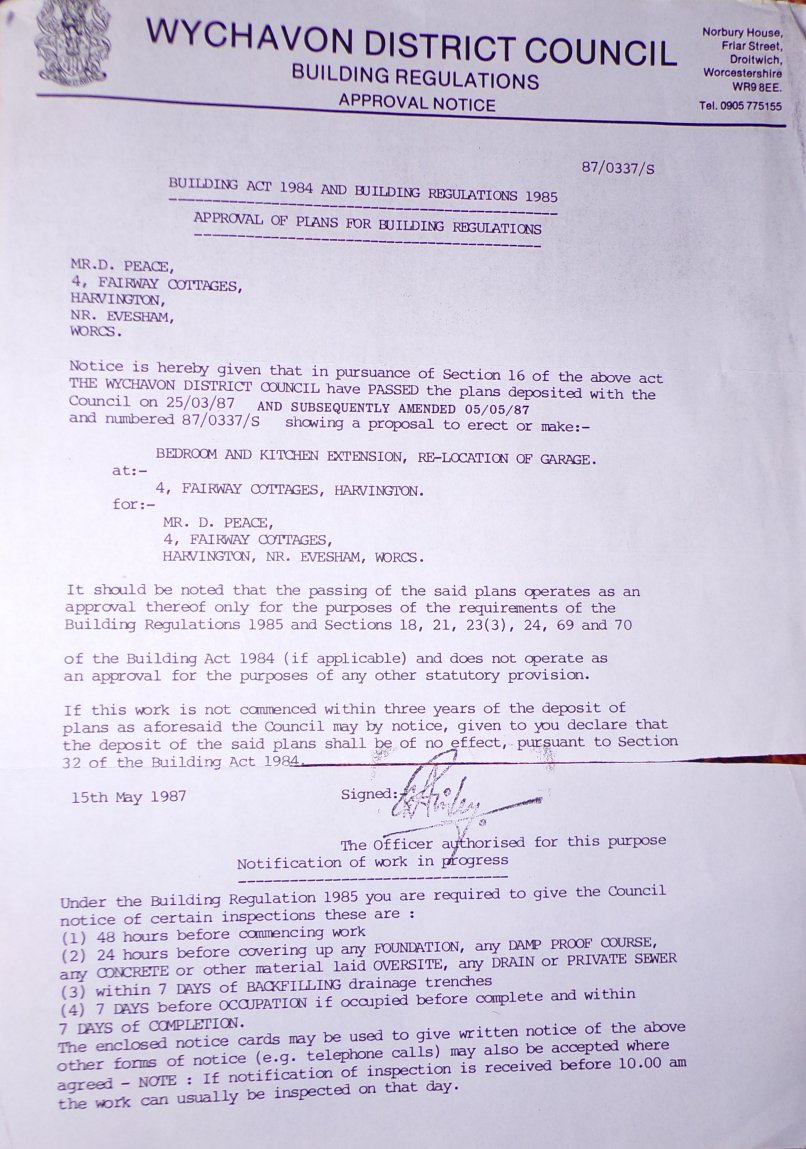 WYCHAVON DISTRICT COUNCIL
BUILDING REGULATIONS
APPROVAL NOTICE
Norbury House,
Friar Street,
Droitwich,
Worcestershire
WR9 8EE.
Tel. 0905 775155
87/0337/S
BUILDING ACT 1984 AND BUILDING REGULATIONS 1985
APPROVAL OF PLANS FOR BUILDING REGULATIONS
MR.D. PEACE,
4, FAIRWAY COTTAGES,
HARVINGTON,
NR. EVESHAM,
WORCS.
Notice is hereby given that in pursuance of Section 16 of the above act
THE WYCHAVON DISTRICT COUNCIL have PASSED the plans deposited with the
Council on 25/03/87 AND SUBSEQUENTLY AMENDED 05/05/87
and numbered 87/0337/S showing a proposal to erect or make:-
BEDROOM AND KITCHEN EXTENSION, RE-LOCATION OF GARAGE.
at:-
4, FAIRWAY COTTAGES, HARVINGTON.
for:-
MR. D. PEACE,
4, FAIRWAY COTTAGES,
HARVINGTON, NR. EVESHAM, WORCS.
It should be noted that the passing of the said plans operates as an
approval thereof only for the purposes of the requirements of the
Building Regulations 1985 and Sections 18, 21, 23(3), 24, 69 and 70
of the Building Act 1984 (if applicable) and does not operate as
an approval for the purposes of any other statutory provision.
If this work is not commenced within three years of the deposit of
plans as aforesaid the Council may by notice, given to you declare that
the deposit of the said plans shall be of no effect, pursuant to Section
32 of the Building Act 1984.
15th May 1987 Signed:-
The Officer authorised for this purpose
Notification of work in progress
Under the Building Regulation 1985 you are required to give the Council
notice of certain inspections these are :
(1) 48 hours before commencing work
(2) 24 hours before covering up any FOUNDATION, any DAMP PROOF COURSE,
any CONCRETE or other material laid OVERSITE, any DRAIN or PRIVATE SEWER
(3) within 7 DAYS of BACKFILLING drainage trenches
(4) 7 DAYS before OCCUPATION if occupied before complete and within
7 DAYS of COMPLETION.
The enclosed notice cards may be used to give written notice of the above
other forms of notice (e.g. telephone calls) may also be accepted where
agreed - NOTE : If notification of inspection is received before 10.00 am
the work can usually be inspected on that day.